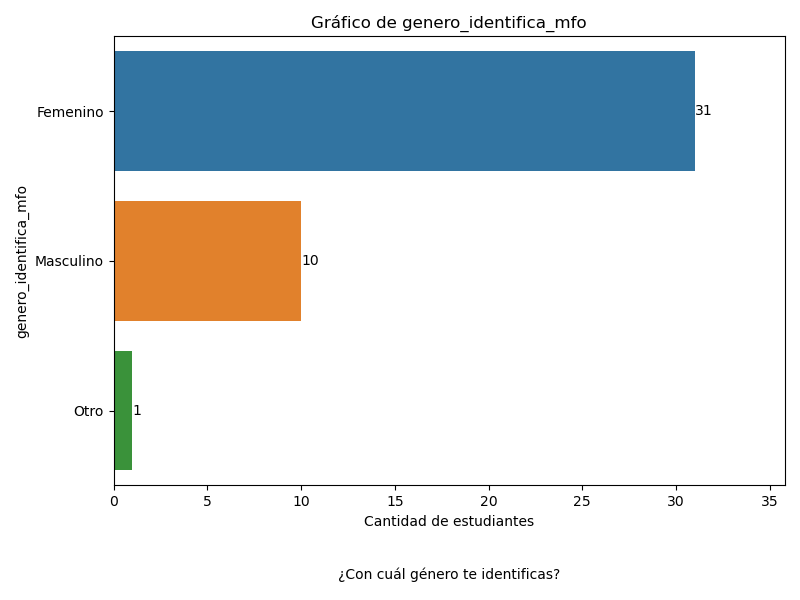 Gráfico de genero_identifica_mfo
genero_identifica_mfo
Femenino
31
Masculino
10
Otro
1
0 5 10 15 20 25 30 35
Cantidad de estudiantes
¿Con cuál género te identificas?